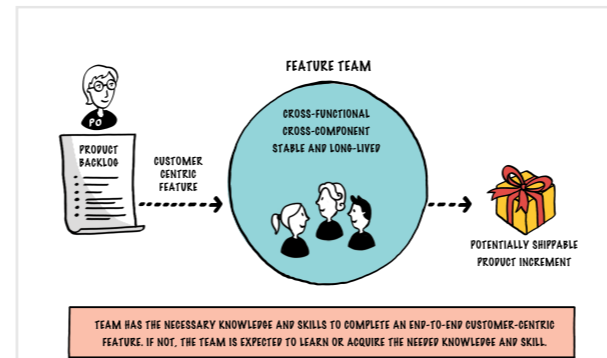 FEATURE TEAM
PO
PRODUCT
BACKLOG
CUSTOMER
CENTRIC
FEATURE
CROSS-FUNCTIONAL
CROSS-COMPONENT
STABLE AND LONG-LIVED
POTENTIALLY SHIPPABLE
PRODUCT INCREMENT
TEAM HAS THE NECESSARY KNOWLEDGE AND SKILLS TO COMPLETE AN END-TO-END CUSTOMER-CENTRIC
FEATURE. IF NOT, THE TEAM IS EXPECTED TO LEARN OR ACQUIRE THE NEEDED KNOWLEDGE AND SKILL.